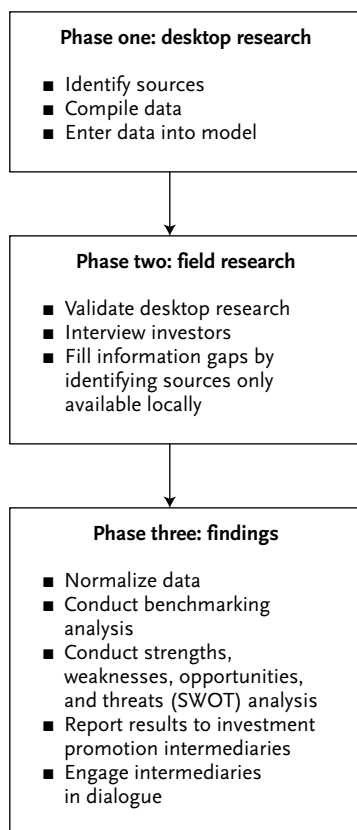 Phase one: desktop research
■ Identify sources
■ Compile data
■ Enter data into model
Phase two: field research
■ Validate desktop research
■ Interview investors
■ Fill information gaps by
identifying sources only
available locally
Phase three: findings
■ Normalize data
■ Conduct benchmarking
analysis
■ Conduct strengths,
weaknesses, opportunities,
and threats (SWOT) analysis
■ Report results to investment
promotion intermediaries
■ Engage intermediaries
in dialogue